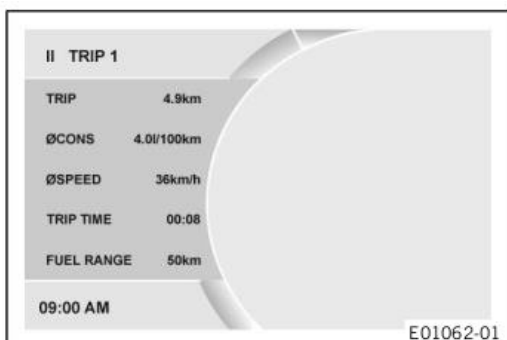 II TRIP 1
TRIP 4.9km
ØCONS 4.0l/100km
ØSPEED 36km/h
TRIP TIME 00:08
FUEL RANGE 50km
09:00 AM
E01062-01